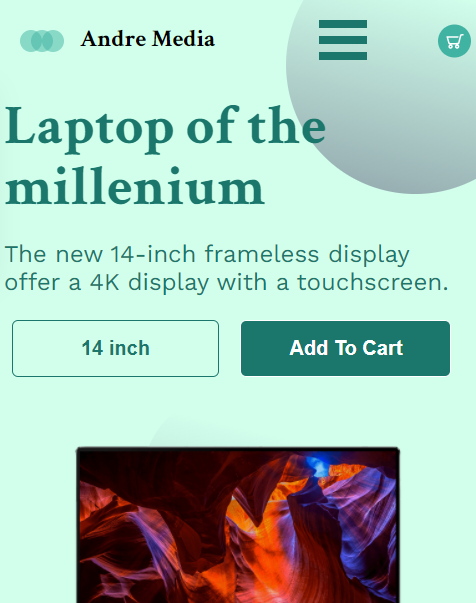 Andre Media
Laptop of the
millenium
The new 14-inch frameless display
offer a 4K display with a touchscreen.
14 inch
Add To Cart